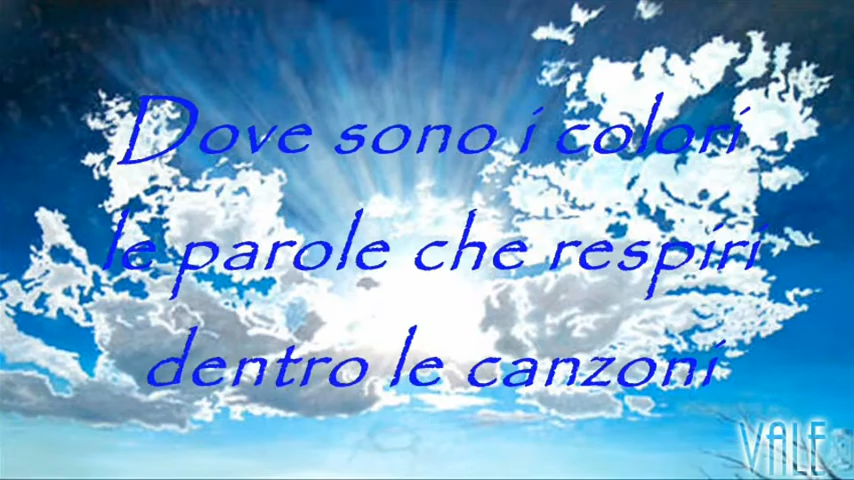 Dove sono i colori
le parole che respiri
dentro le canzoni
VALE